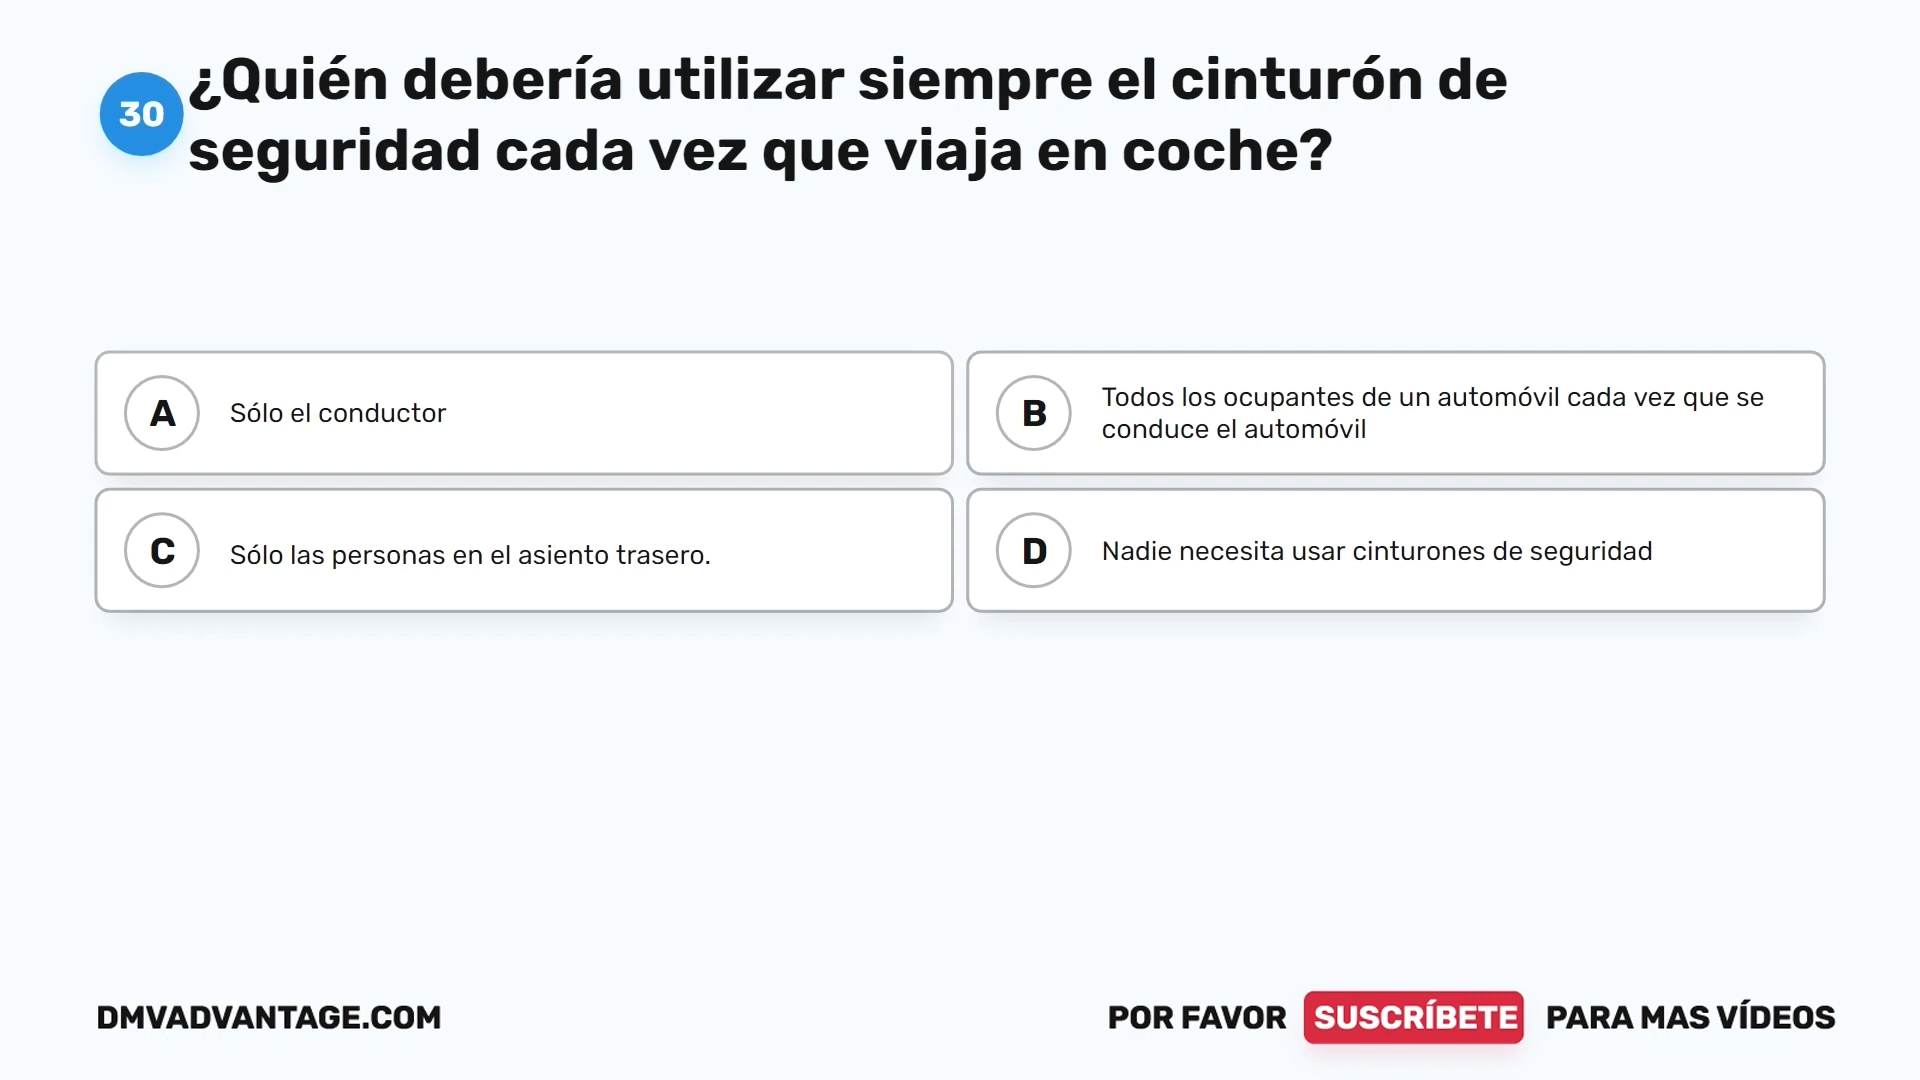 30
¿Quién debería utilizar siempre el cinturón de
seguridad cada vez que viaja en coche?
A
Sólo el conductor
B
Todos los ocupantes de un automóvil cada vez que se
conduce el automóvil
C
Sólo las personas en el asiento trasero.
D
Nadie necesita usar cinturones de seguridad
DMVADVANTAGE.COM
POR FAVOR SUSCRÍBETE PARA MAS VÍDEOS